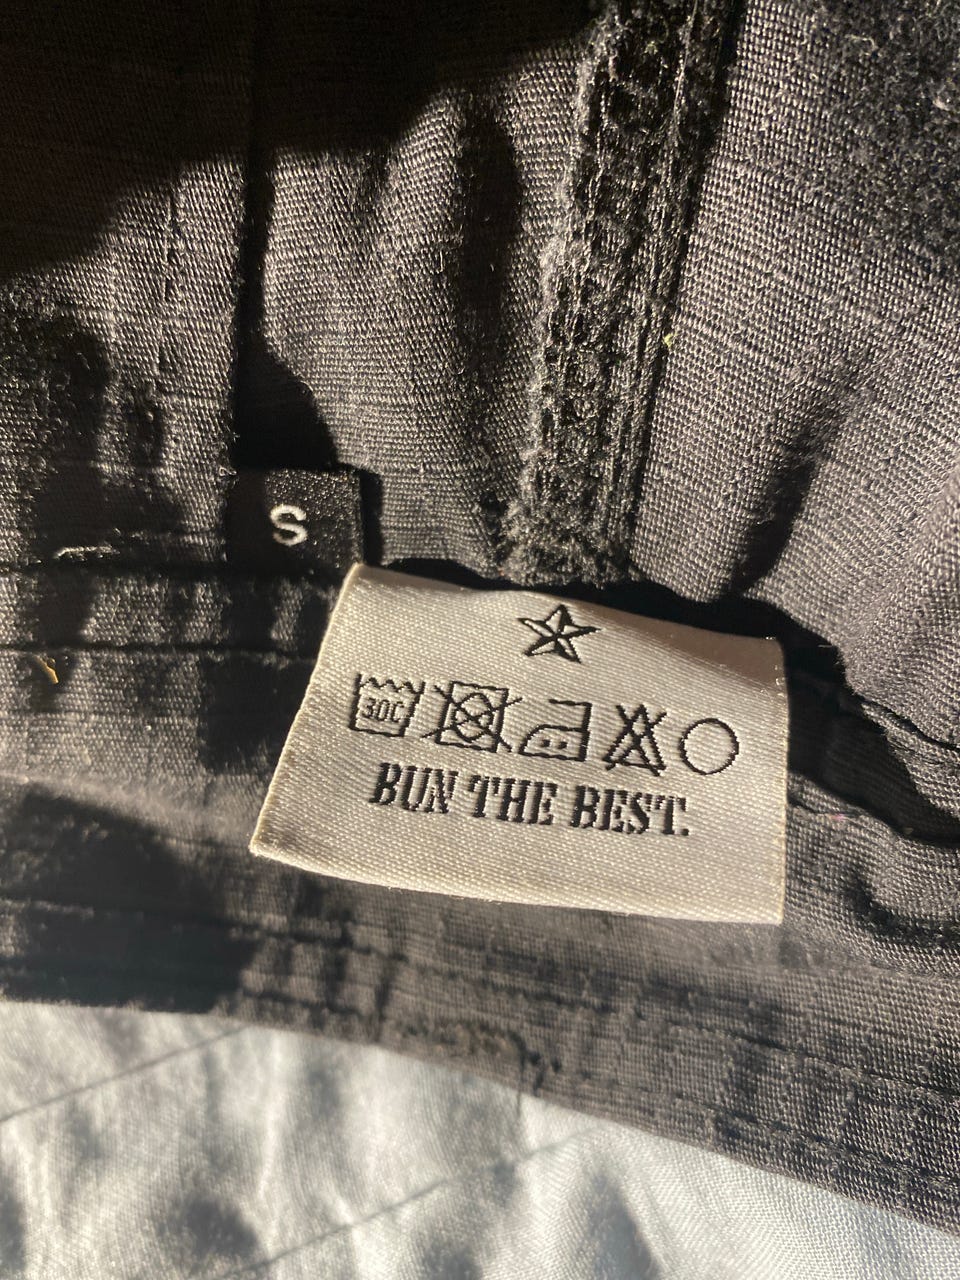 S
30C
BUN THE BEST.